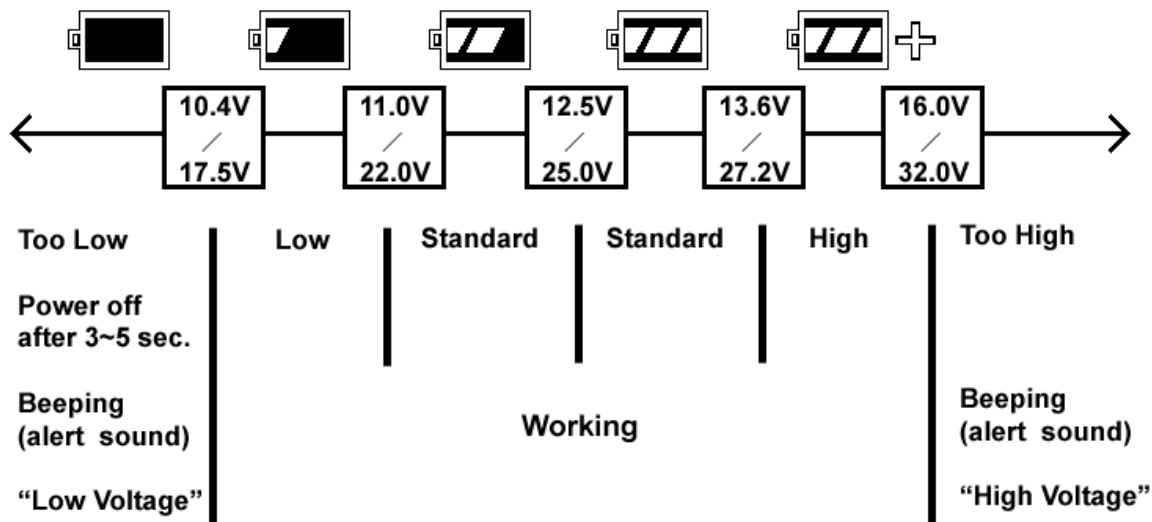 10.4V
17.5V
11.0V
22.0V
12.5V
25.0V
13.6V
27.2V
16.0V
32.0V
Too Low
Low
Standard
Standard
High
Too High
Power off
after 3~5 sec.
Beeping
(alert sound)
“Low Voltage”
Working
Beeping
(alert sound)
“High Voltage”